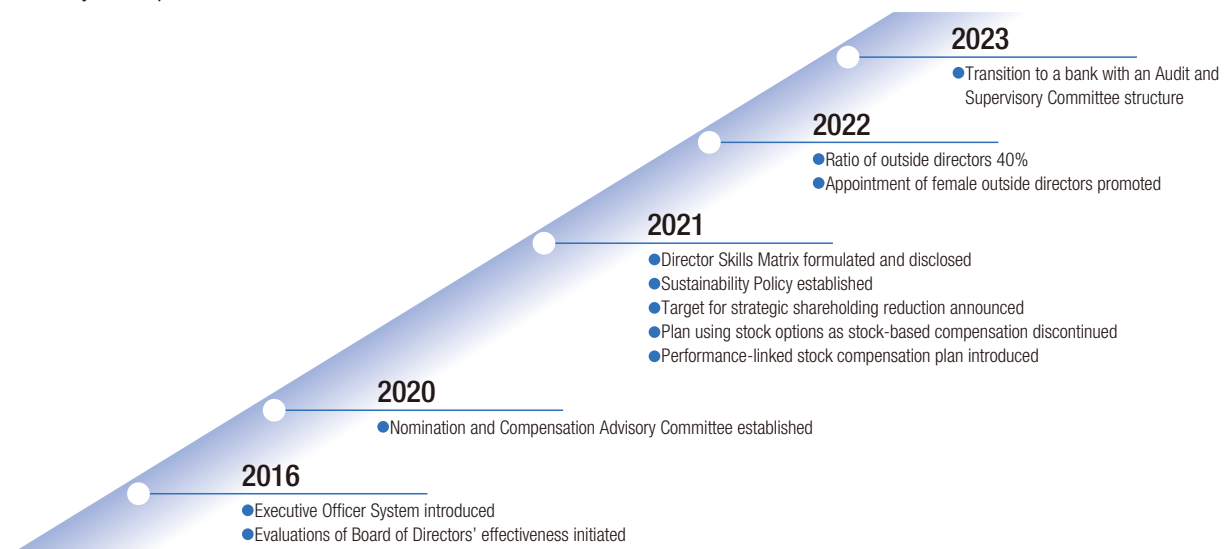 2023
●Transition to a bank with an Audit and
Supervisory Committee structure
2022
●Ratio of outside directors 40%
●Appointment of female outside directors promoted
2021
●Director Skills Matrix formulated and disclosed
●Sustainability Policy established
●Target for strategic shareholding reduction announced
●Plan using stock options as stock-based compensation discontinued
●Performance-linked stock compensation plan introduced
2020
●Nomination and Compensation Advisory Committee established
2016
●Executive Officer System introduced
●Evaluations of Board of Directors’ effectiveness initiated